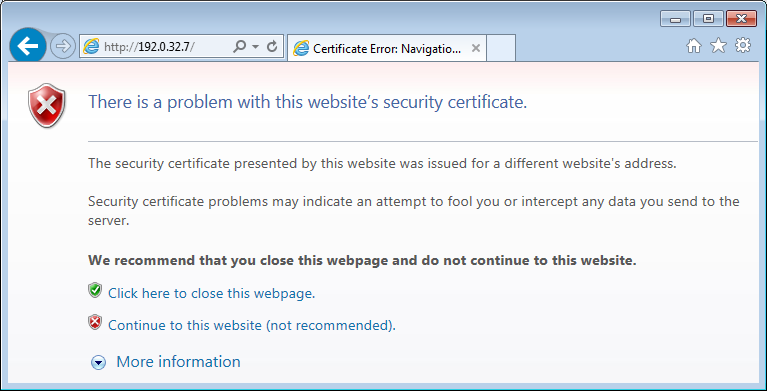 http://192.0.32.7/
Certificate Error: Navigatio...
There is a problem with this website's security certificate.
The security certificate presented by this website was issued for a different website's address.
Security certificate problems may indicate an attempt to fool you or intercept any data you send to the
server.
We recommend that you close this webpage and do not continue to this website.
Click here to close this webpage.
Continue to this website (not recommended).
More information